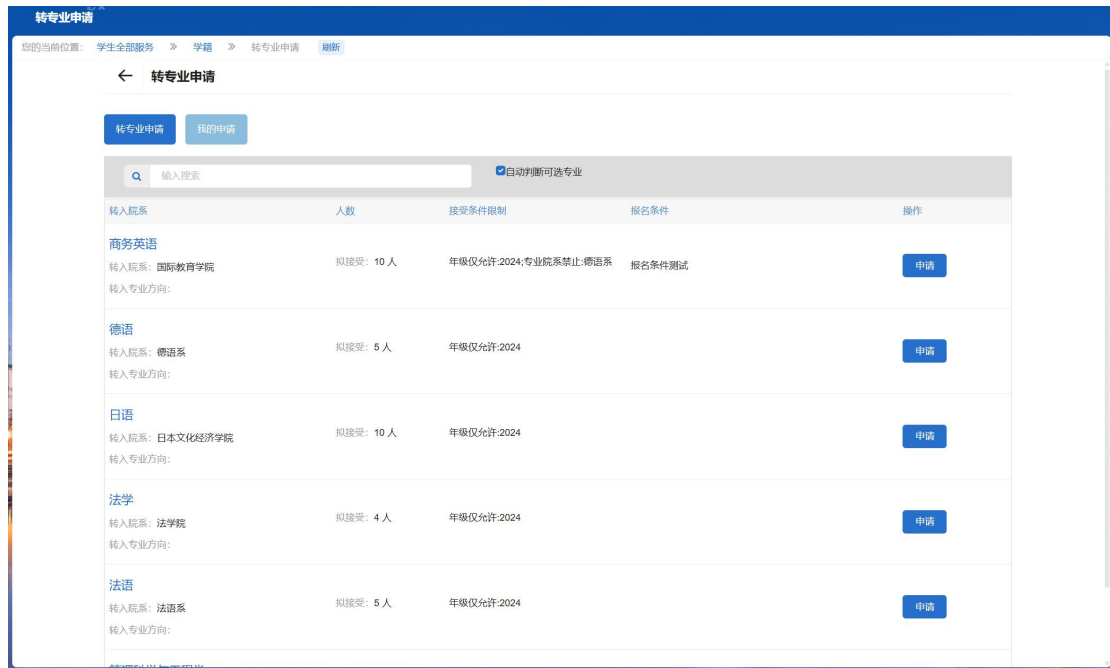 转专业申请
您的当前位置： 学生全部服务 » 学籍 » 转专业申请 刷新
← 转专业申请
转专业申请 我的申请
输入搜索 自动判断可选专业
转入院系 人数 接受条件限制 报名条件 操作
商务英语
转入院系：国际教育学院 拟接受：10 人 年级仅允许:2024;专业院系禁止:德语系 报名条件测试 申请
转入专业方向：
德语
转入院系：德语系 拟接受：5 人 年级仅允许:2024 申请
转入专业方向：
日语
转入院系：日本文化经济学院 拟接受：10 人 年级仅允许:2024 申请
转入专业方向：
法学
转入院系：法学院 拟接受：4 人 年级仅允许:2024 申请
转入专业方向：
法语
转入院系：法语系 拟接受：5 人 年级仅允许:2024 申请
转入专业方向：